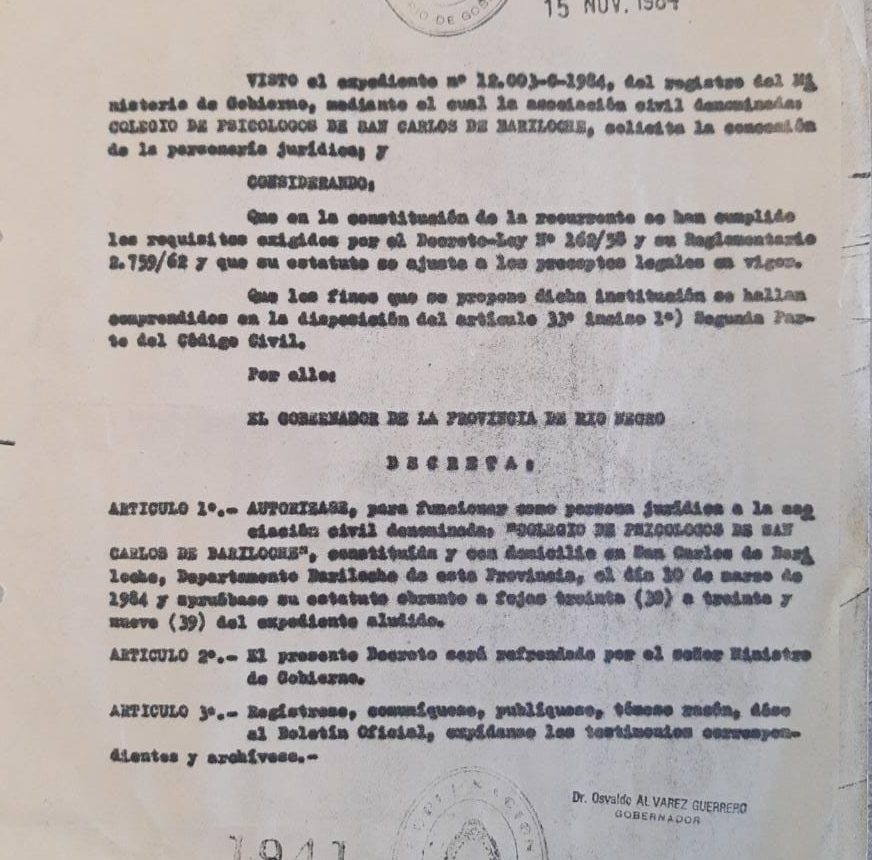 RIO DE GOB
15 NOV. 1984
VISTO el expediente nº 12.003-G-1984, del registro del Mi
nisterio de Gobierno, mediante el cual la asociación civil denominada:
COLEGIO DE PSICOLOGOS DE SAN CARLOS DE BARILOCHE, solicita la concesión
de la personería jurídica; y
CONSIDERANDO:
Que en la constitución de la recurrente se han cumplido
los requisitos exigidos por el Decreto-Ley Nº 262/58 y su Reglamentario
2.759/62 y que su estatuto se ajusta a los preceptos legales en vigor.
Que los fines que se propone dicha institución se hallan
comprendidos en la disposición del artículo 33º inciso 1º) Segunda Par-
te del Código Civil.
Por ello:
EL GOBERNADOR DE LA PROVINCIA DE RIO NEGRO
D E C R E T A :
ARTICULO 1º.- AUTORIZASE, para funcionar como persona jurídica a la aso
ciación civil denominada: "COLEGIO DE PSICOLOGOS DE SAN
CARLOS DE BARILOCHE", constituída y con domicilio en San Carlos de Bari
loche, Departamento Bariloche de esta Provincia, el día 10 de marzo de
1984 y apruébase su estatuto obrante a fojas treinta (30) a treinta y
nueve (39) del expediente aludido.
ARTICULO 2º.- El presente Decreto será refrendado por el señor Ministro
de Gobierno.
ARTICULO 3º.- Regístrese, comuníquese, publíquese, tómese razón, dése
al Boletín Oficial, expídanse los testimonios correspon-
dientes y archívese.-
Dr. Osvaldo ALVAREZ GUERRERO
GOBERNADOR
1941